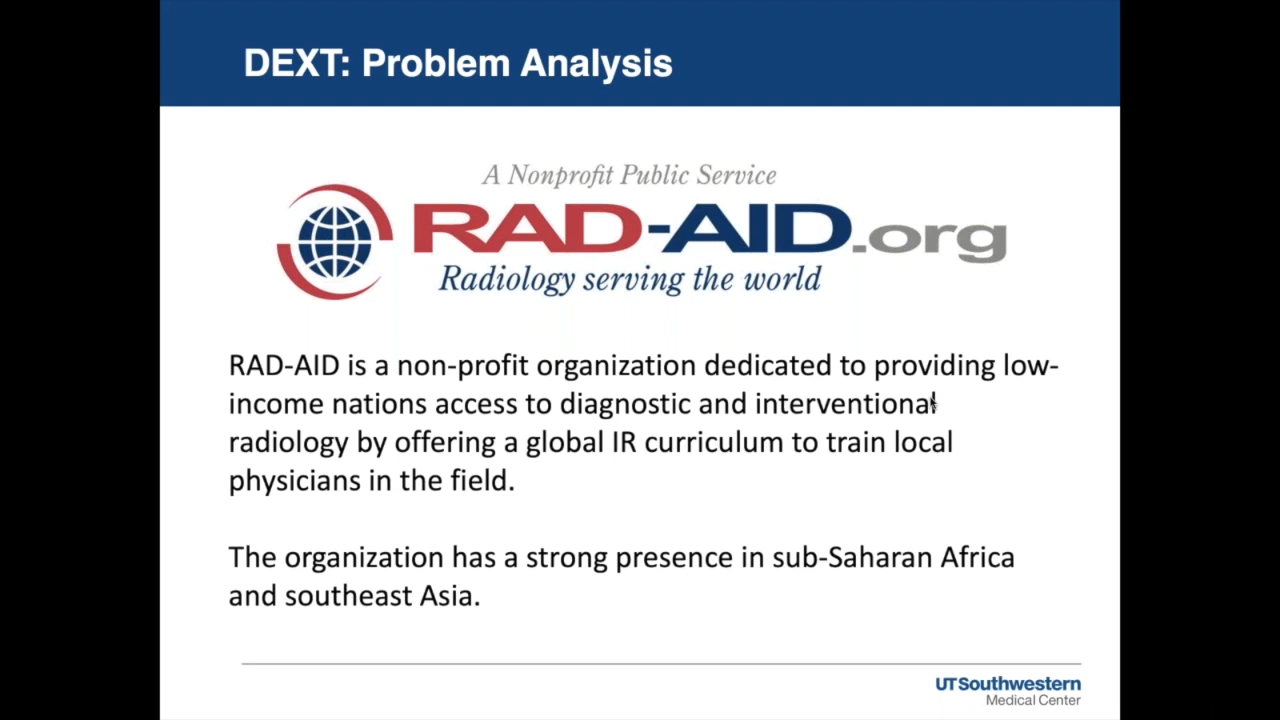 DEXT: Problem Analysis
A Nonprofit Public Service
RAD-AID.org
Radiology serving the world
RAD-AID is a non-profit organization dedicated to providing low-
income nations access to diagnostic and interventional
radiology by offering a global IR curriculum to train local
physicians in the field.
The organization has a strong presence in sub-Saharan Africa
and southeast Asia.
UTSouthwestern
Medical Center